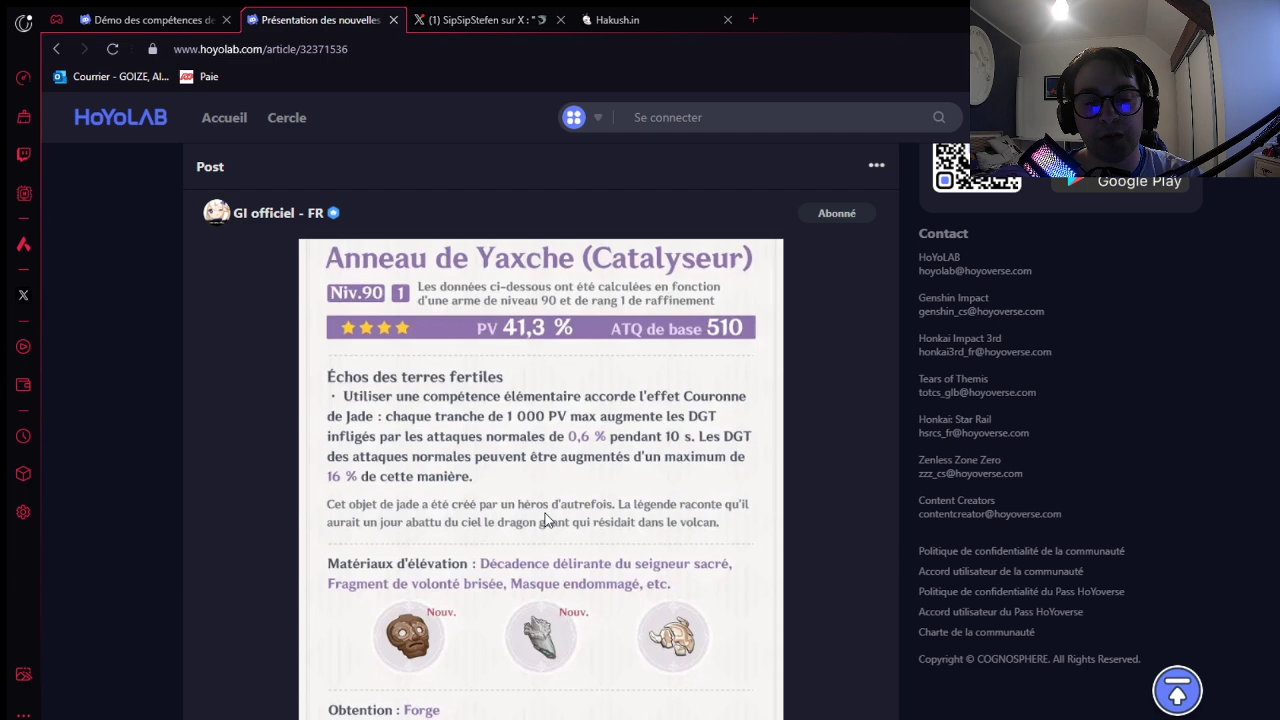 Démo des compétences de
Présentation des nouvelles
(1) SipSipStefen sur X : "
Hakush.in
www.hoyolab.com/article/32371536
Courrier - GOIZE, Al...
Paie
HoYoLAB
Accueil
Cercle
Se connecter
Post
GI officiel - FR
Abonné
Anneau de Yaxche (Catalyseur)
Niv.90 1 Les données ci-dessous ont été calculées en fonction
d'une arme de niveau 90 et de rang 1 de raffinement
PV 41,3 % ATQ de base 510
Échos des terres fertiles
· Utiliser une compétence élémentaire accorde l'effet Couronne
de Jade : chaque tranche de 1 000 PV max augmente les DGT
infligés par les attaques normales de 0,6 % pendant 10 s. Les DGT
des attaques normales peuvent être augmentés d'un maximum de
16 % de cette manière.
Cet objet de jade a été créé par un héros d'autrefois. La légende raconte qu'il
aurait un jour abattu du ciel le dragon géant qui résidait dans le volcan.
Matériaux d'élévation : Décadence délirante du seigneur sacré,
Fragment de volonté brisée, Masque endommagé, etc.
Nouv.
Nouv.
Obtention : Forge
Google Play
Contact
HoYoLAB
hoyolab@hoyoverse.com
Genshin Impact
genshin_cs@hoyoverse.com
Honkai Impact 3rd
honkai3rd_fr@hoyoverse.com
Tears of Themis
totcs_glb@hoyoverse.com
Honkai: Star Rail
hsrcs_fr@hoyoverse.com
Zenless Zone Zero
zzz_cs@hoyoverse.com
Content Creators
contentcreator@hoyoverse.com
Politique de confidentialité de la communauté
Accord utilisateur de la communauté
Politique de confidentialité du Pass HoYoverse
Accord utilisateur du Pass HoYoverse
Charte de la communauté
Copyright © COGNOSPHERE. All Rights Reserved.